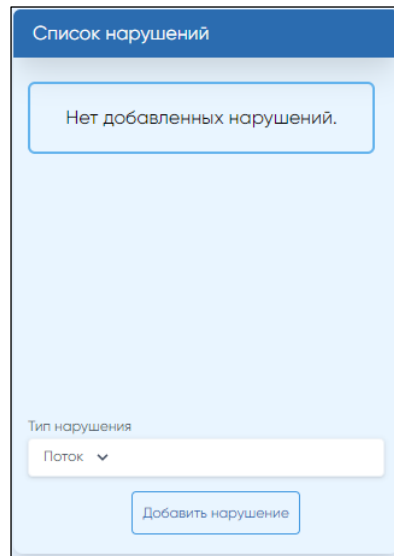 Список нарушений
Нет добавленных нарушений.
Тип нарушения
Поток
Добавить нарушение